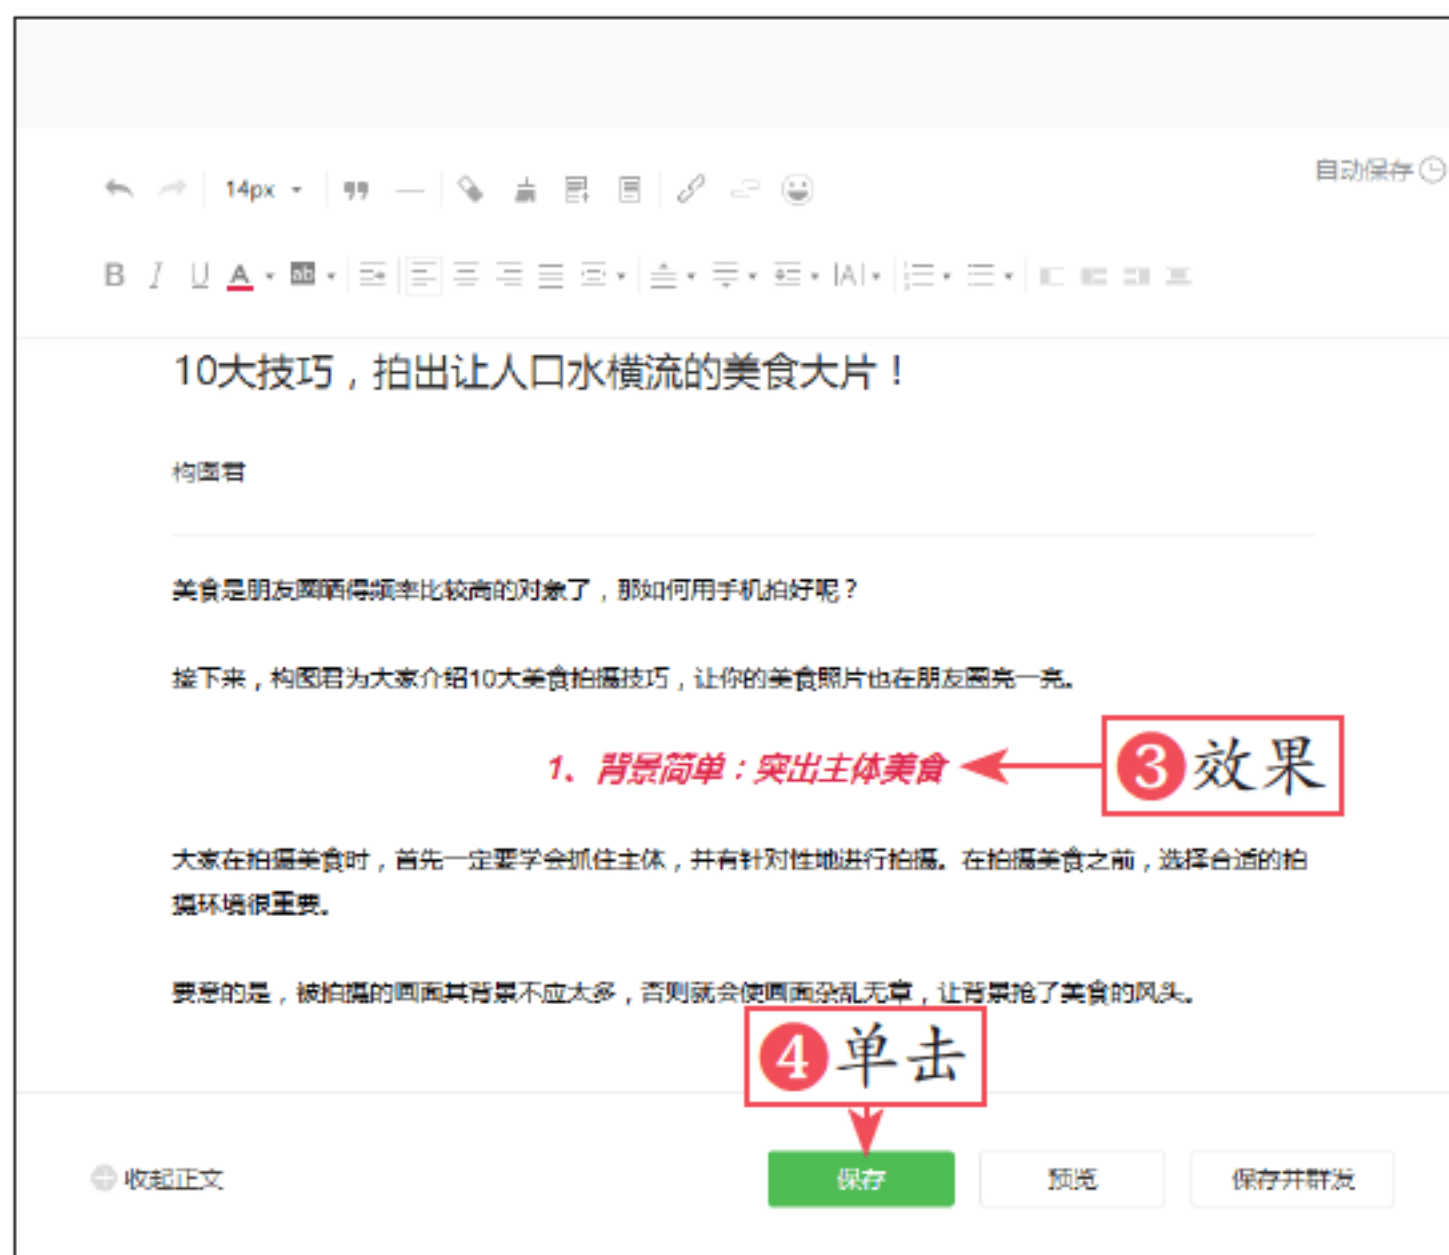 自动保存
14px
B I U A ab |A|
10大技巧，拍出让人口水横流的美食大片！
构图君
美食是朋友圈晒得频率比较高的对象了，那如何用手机拍好呢？
接下来，构图君为大家介绍10大美食拍摄技巧，让你的美食照片也在朋友圈亮一亮。
1、背景简单：突出主体美食
3效果
大家在拍摄美食时，首先一定要学会抓住主体，并有针对性地进行拍摄。在拍摄美食之前，选择合适的拍
摄环境很重要。
要意的是，被拍摄的画面其背景不应太多，否则就会使画面杂乱无章，让背景抢了美食的风头。
4单击
收起正文 保存 预览 保存并群发